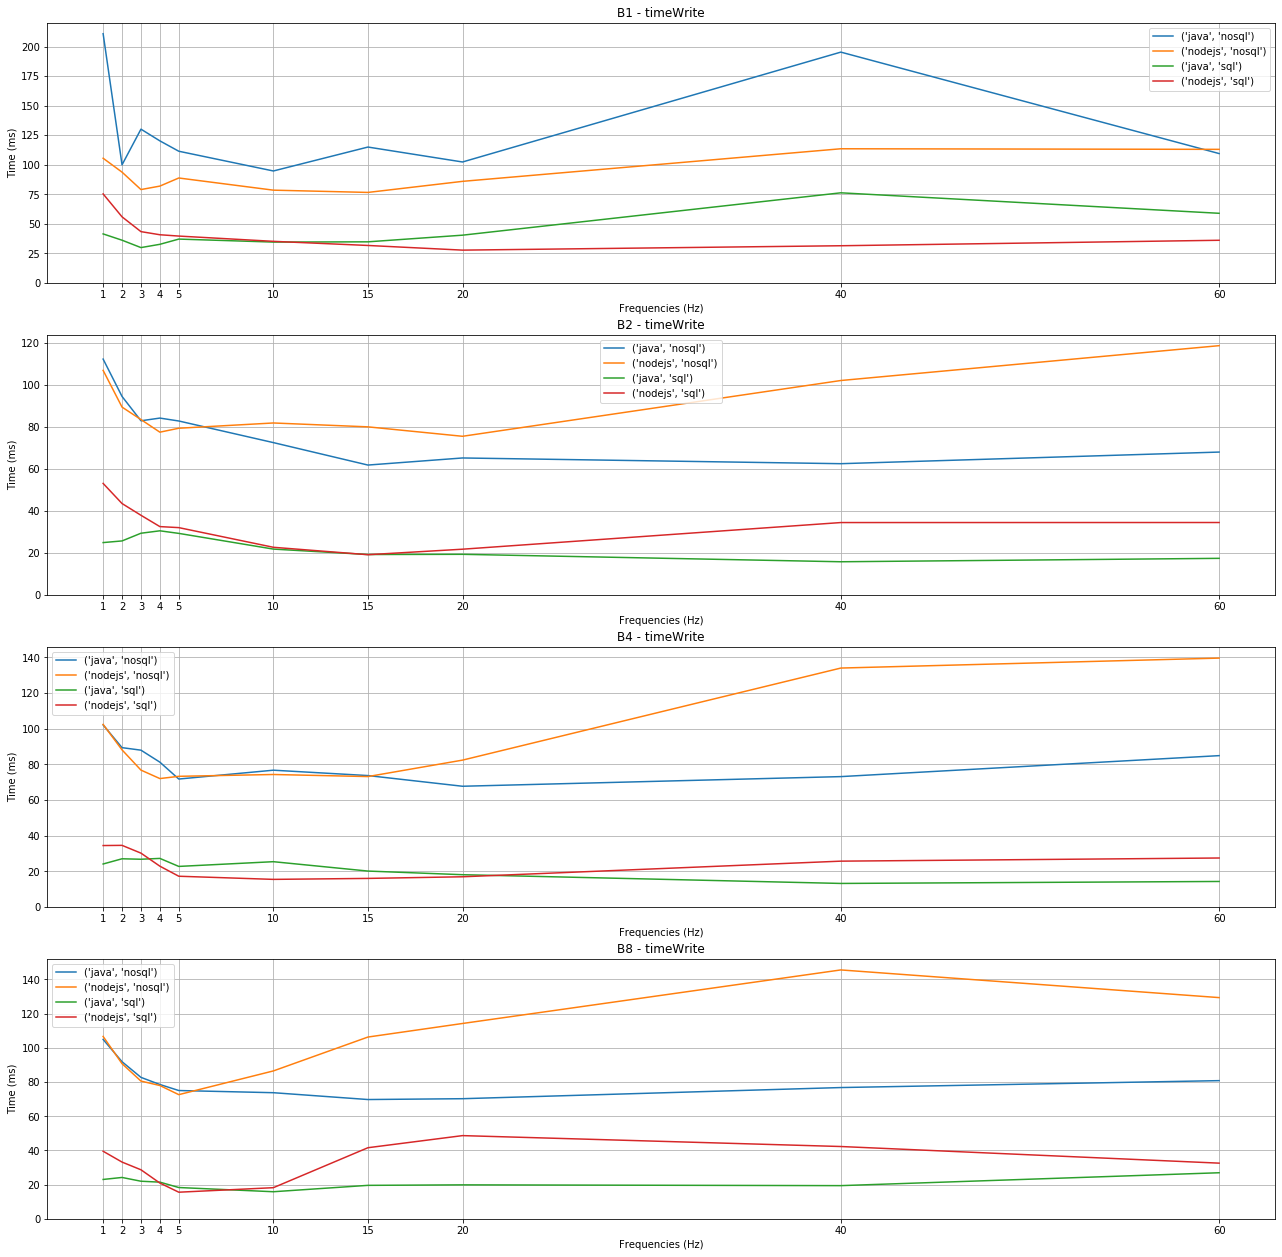 B1 - timeWrite
('java', 'nosql')
('nodejs', 'nosql')
('java', 'sql')
('nodejs', 'sql')
200
175
150
125
100
75
50
25
0
Time (ms)
1 2 3 4 5 10 15 20 40 60
Frequencies (Hz)
B2 - timeWrite
('java', 'nosql')
('nodejs', 'nosql')
('java', 'sql')
('nodejs', 'sql')
120
100
80
60
40
20
0
Time (ms)
1 2 3 4 5 10 15 20 40 60
Frequencies (Hz)
B4 - timeWrite
('java', 'nosql')
('nodejs', 'nosql')
('java', 'sql')
('nodejs', 'sql')
140
120
100
80
60
40
20
0
Time (ms)
1 2 3 4 5 10 15 20 40 60
Frequencies (Hz)
B8 - timeWrite
('java', 'nosql')
('nodejs', 'nosql')
('java', 'sql')
('nodejs', 'sql')
140
120
100
80
60
40
20
0
Time (ms)
1 2 3 4 5 10 15 20 40 60
Frequencies (Hz)